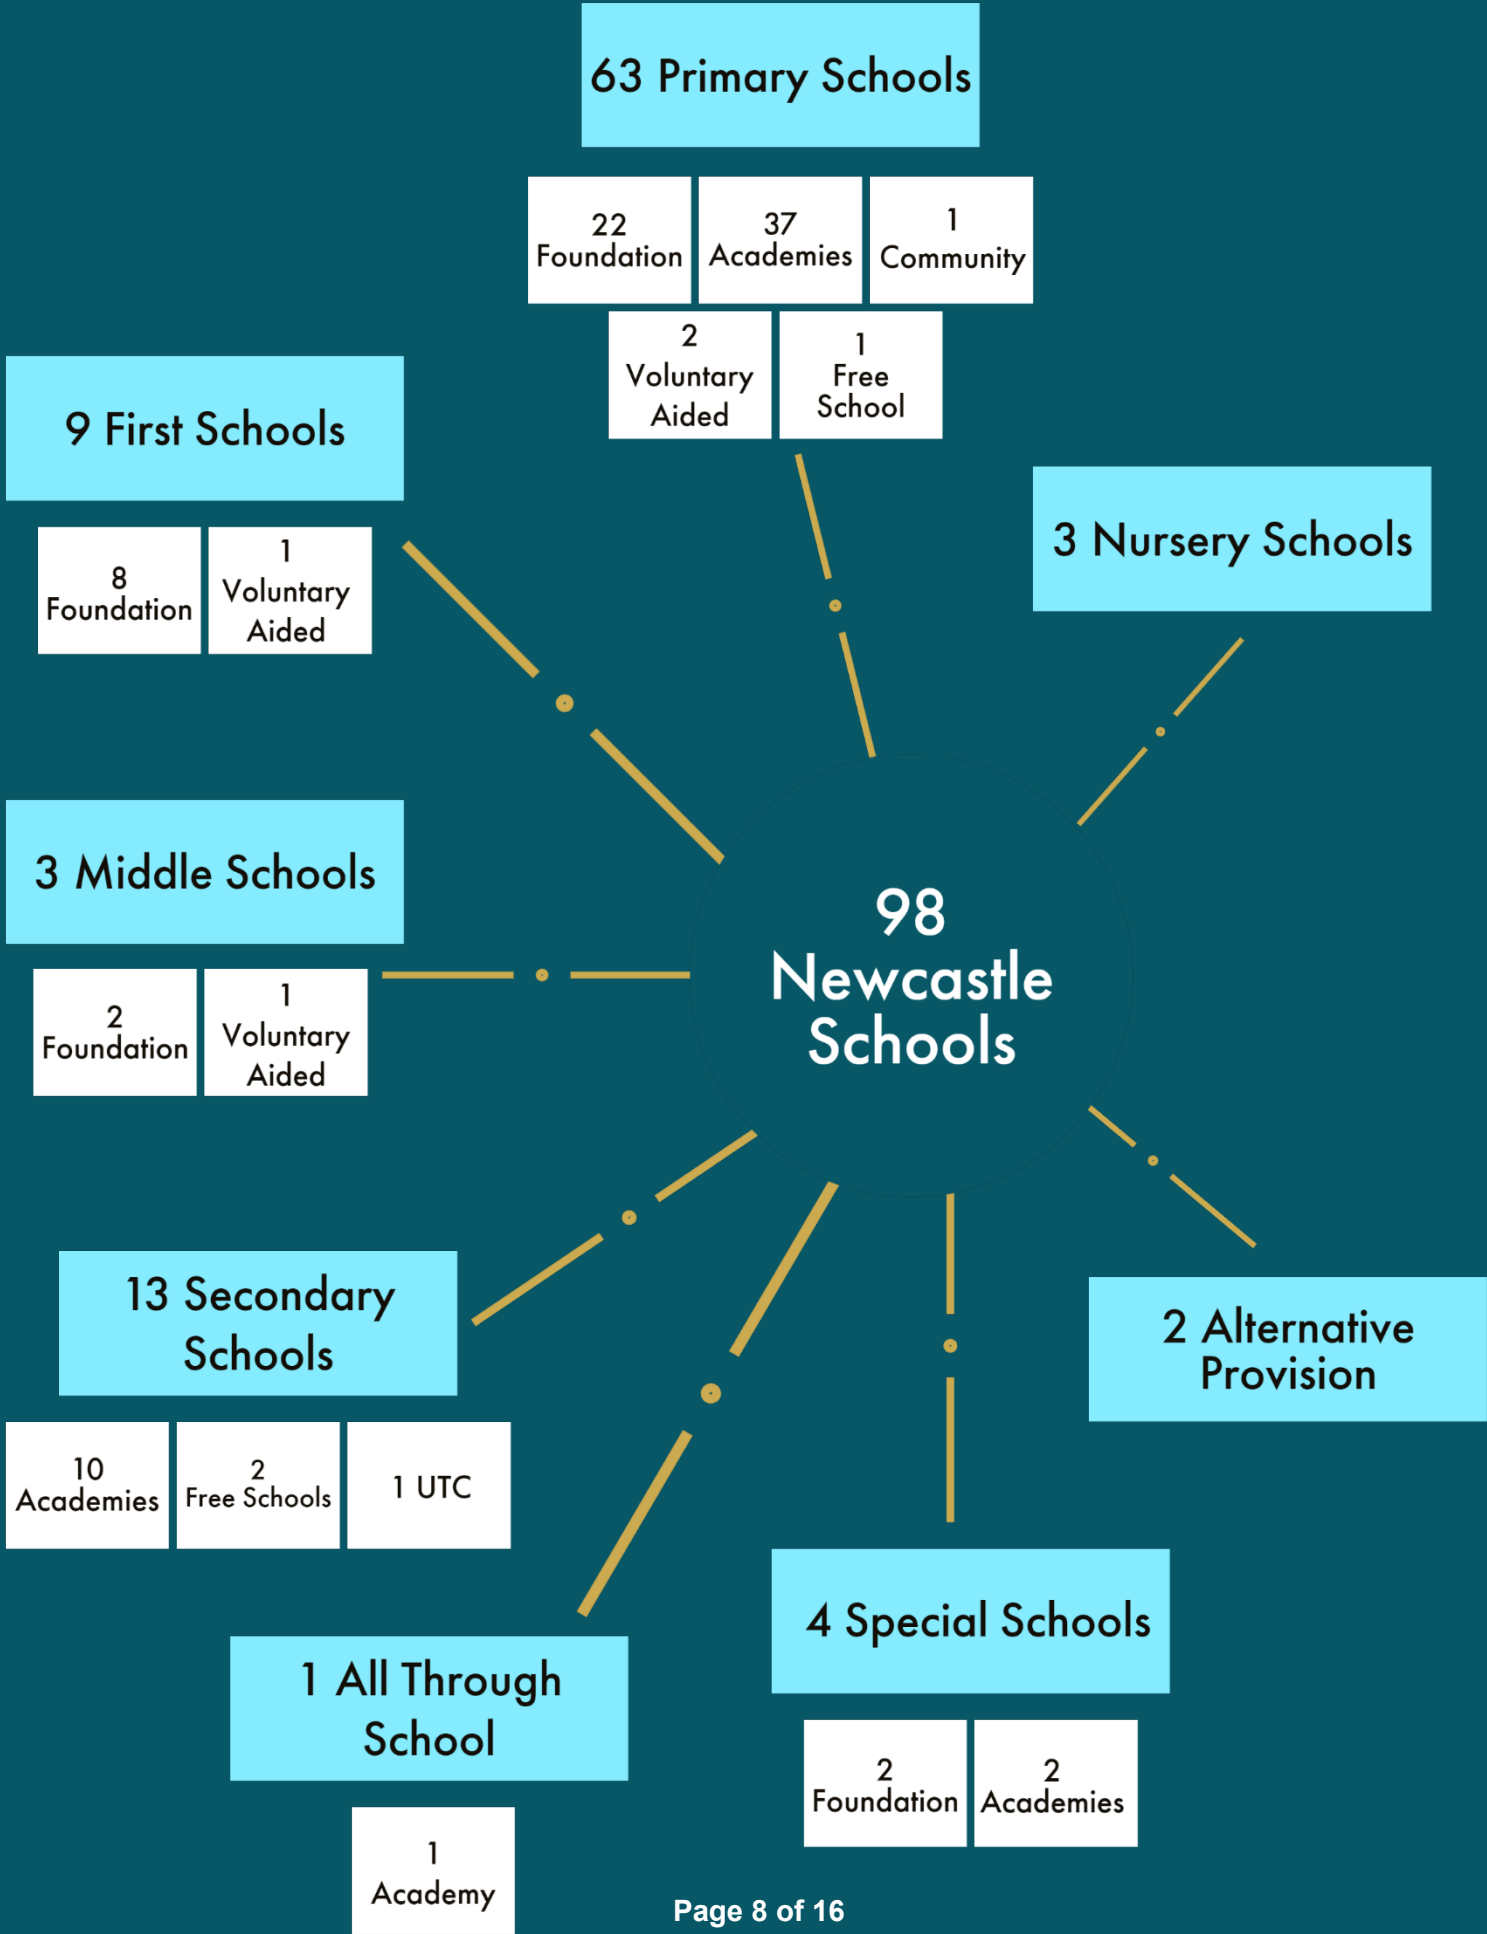 63 Primary Schools
22
Foundation
37
Academies
1
Community
2
Voluntary
Aided
1
Free
School
9 First Schools
8
Foundation
1
Voluntary
Aided
3 Nursery Schools
3 Middle Schools
2
Foundation
1
Voluntary
Aided
98
Newcastle
Schools
13 Secondary
Schools
10
Academies
2
Free Schools
1 UTC
2 Alternative
Provision
1 All Through
School
1
Academy
4 Special Schools
2
Foundation
2
Academies
Page 8 of 16